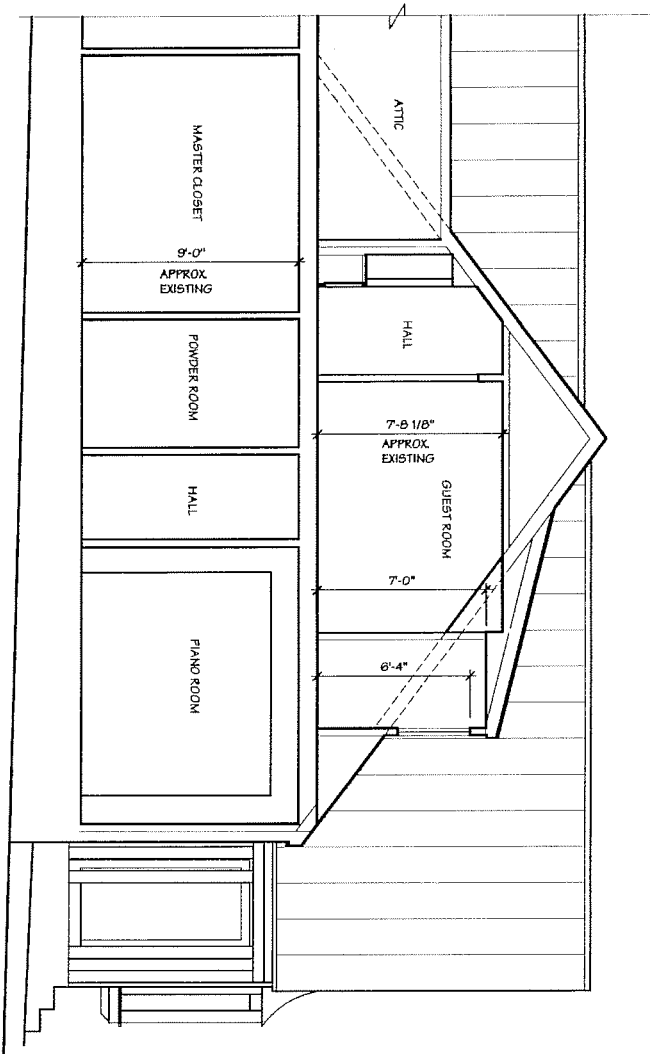 ATTIC
MASTER CLOSET
9'-0"
APPROX.
EXISTING
HALL
POWDER ROOM
7'-8 1/8"
APPROX.
EXISTING
GUEST ROOM
HALL
7'-0"
6'-4"
PIANO ROOM